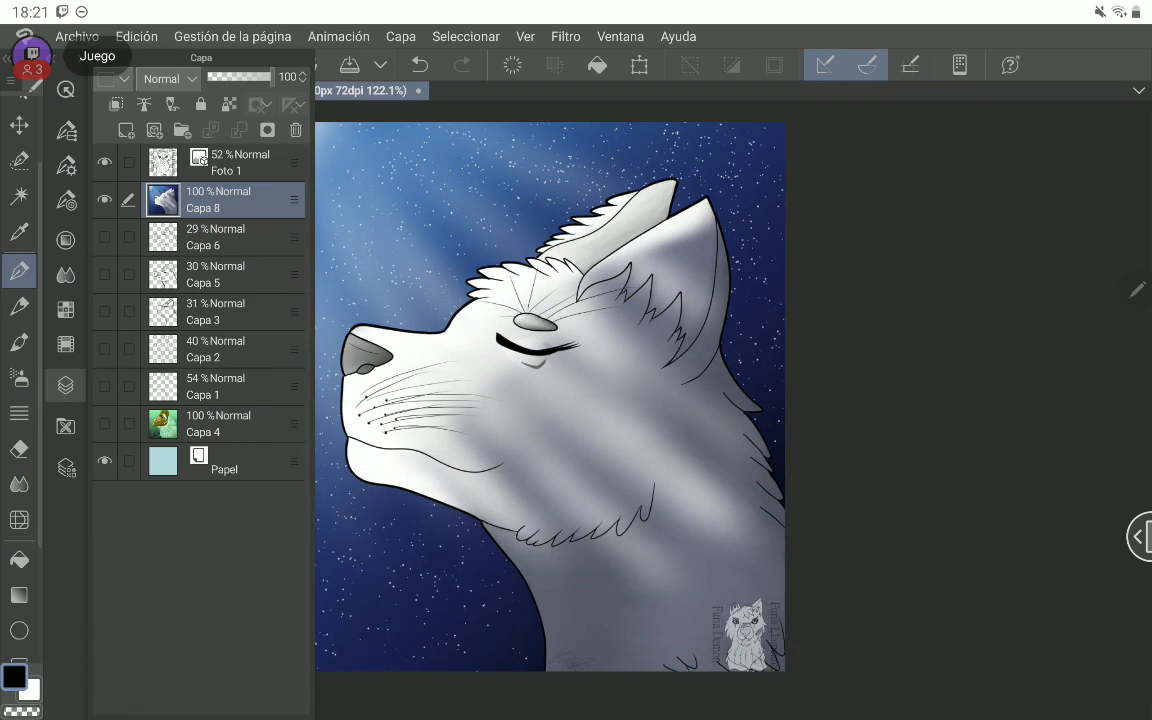 18:21
Archivo Edición Gestión de la página Animación Capa Seleccionar Ver Filtro Ventana Ayuda
Juego
3
Capa
Normal 100
0px 72dpi 122.1%)
52 %Normal
Foto 1
100 %Normal
Capa 8
29 %Normal
Capa 6
30 %Normal
Capa 5
31 %Normal
Capa 3
40 %Normal
Capa 2
54 %Normal
Capa 1
100 %Normal
Capa 4
Papel